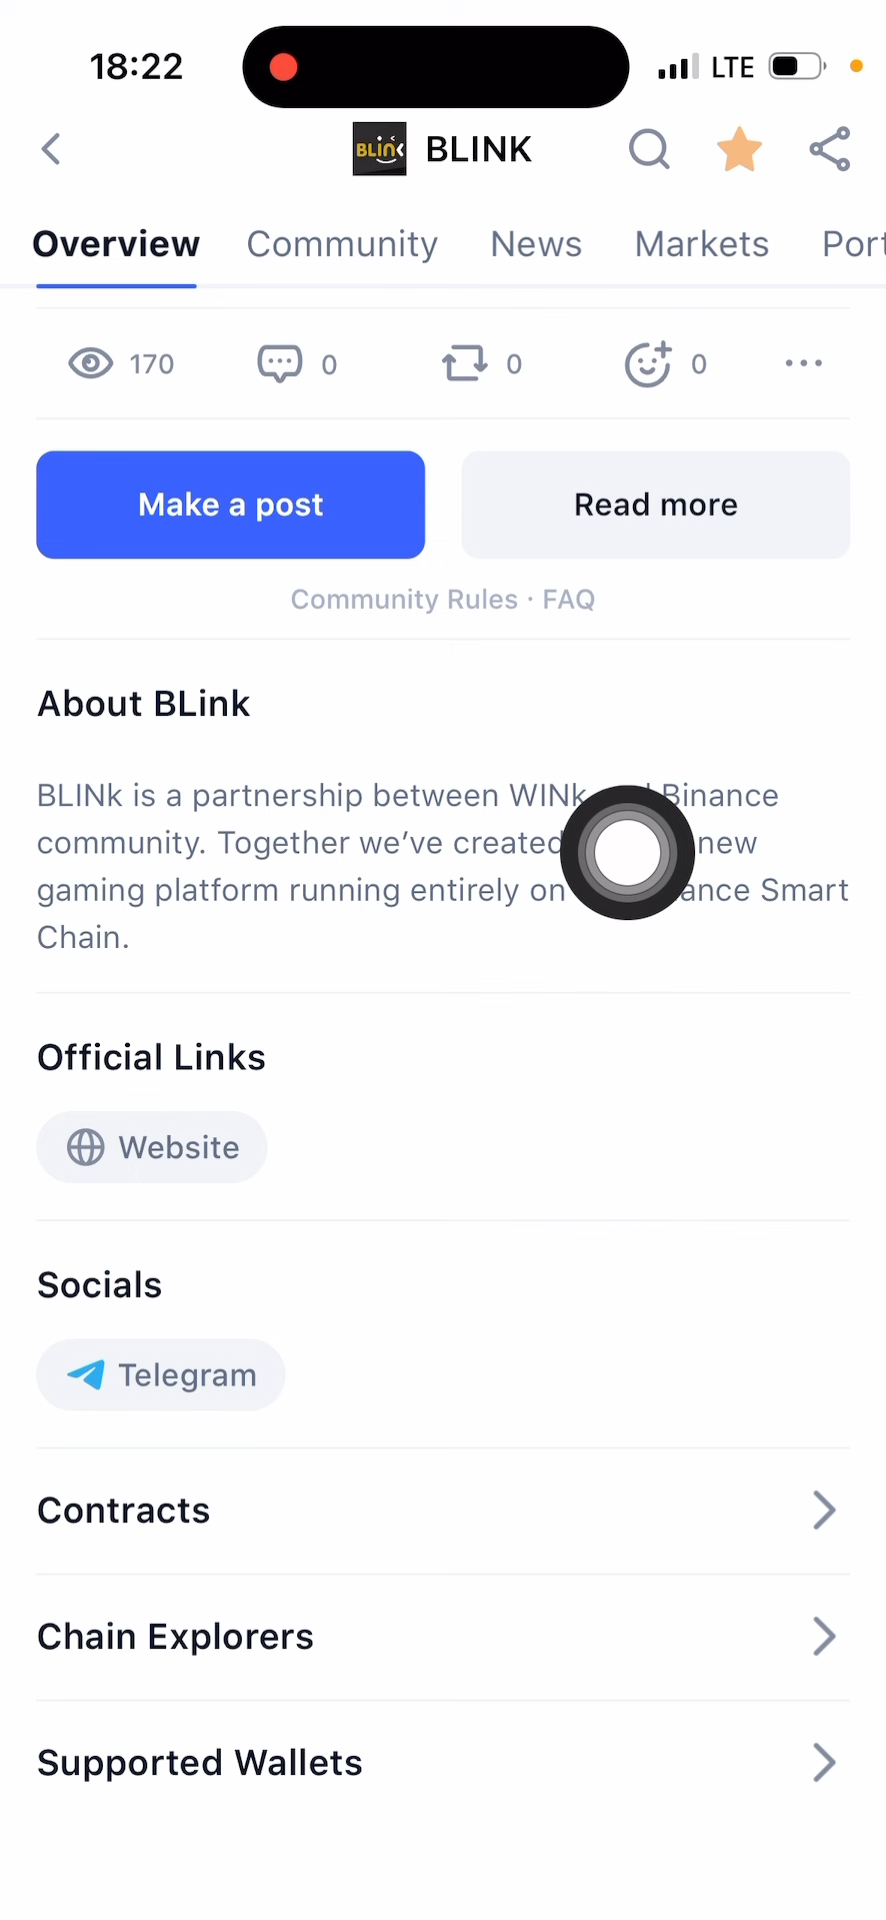 18:22 LTE
BLINK BLINK
Overview Community News Markets Port
170 0 0 0
Make a post Read more
Community Rules · FAQ
About BLink
BLINk is a partnership between WINk Binance
community. Together we’ve created new
gaming platform running entirely on Smart
Chain.
Official Links
Website
Socials
Telegram
Contracts
Chain Explorers
Supported Wallets